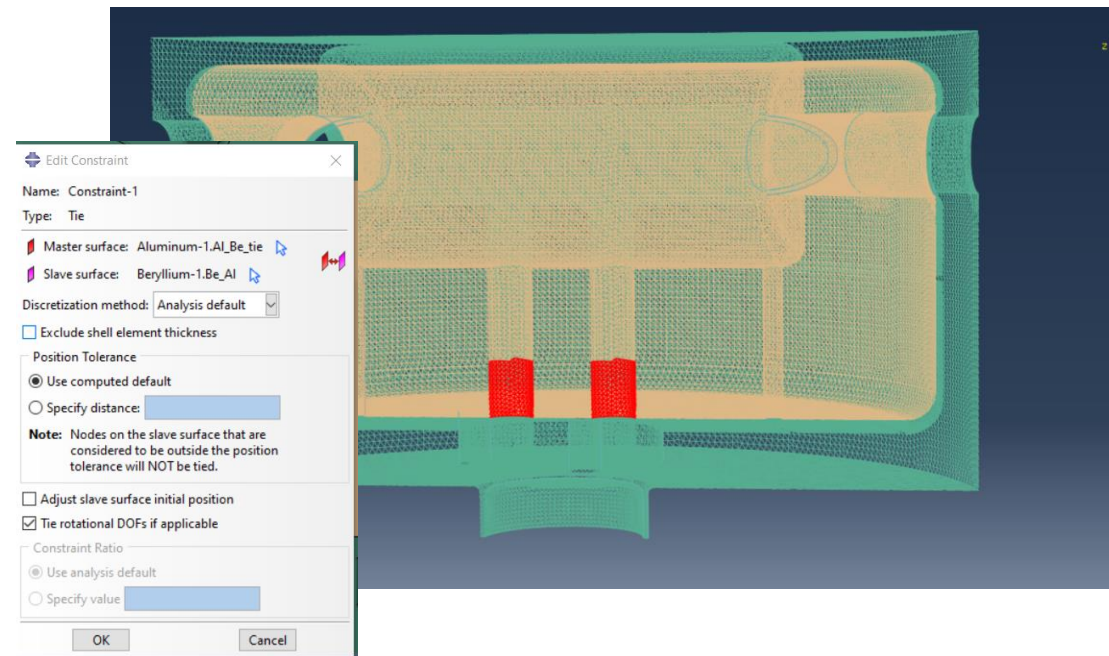 Z
Edit Constraint
Name: Constraint-1
Type: Tie
Master surface: Aluminum-1.Al_Be_tie
Slave surface: Beryllium-1.Be_Al
Discretization method: Analysis default
Exclude shell element thickness
Position Tolerance
Use computed default
Specify distance:
Note: Nodes on the slave surface that are
considered to be outside the position
tolerance will NOT be tied.
Adjust slave surface initial position
Tie rotational DOFs if applicable
Constraint Ratio
Use analysis default
Specify value
OK Cancel